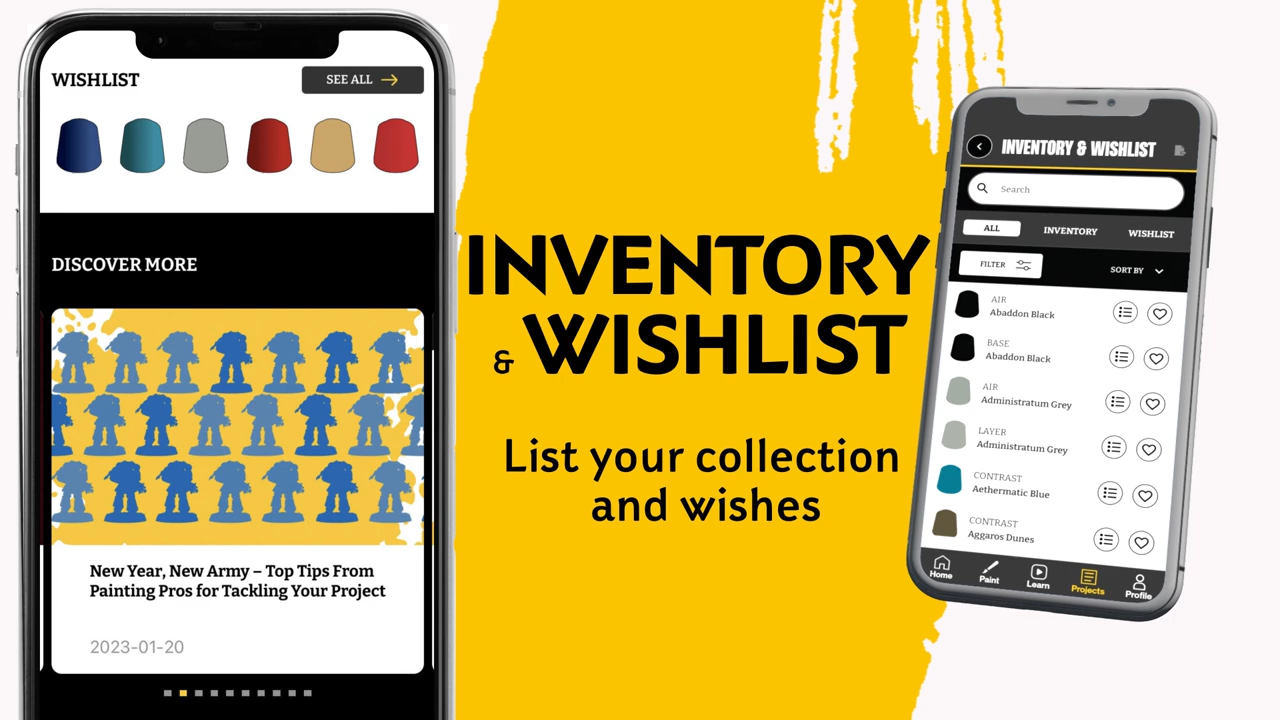 WISHLIST
SEE ALL
DISCOVER MORE
New Year, New Army – Top Tips From
Painting Pros for Tackling Your Project
2023-01-20
INVENTORY
& WISHLIST
List your collection
and wishes
INVENTORY & WISHLIST
Search
ALL INVENTORY WISHLIST
FILTER SORT BY
AIR
Abaddon Black
BASE
Abaddon Black
AIR
Administratum Grey
LAYER
Administratum Grey
CONTRAST
Aethermatic Blue
CONTRAST
Aggaros Dunes
Home Paint Learn Projects Profile